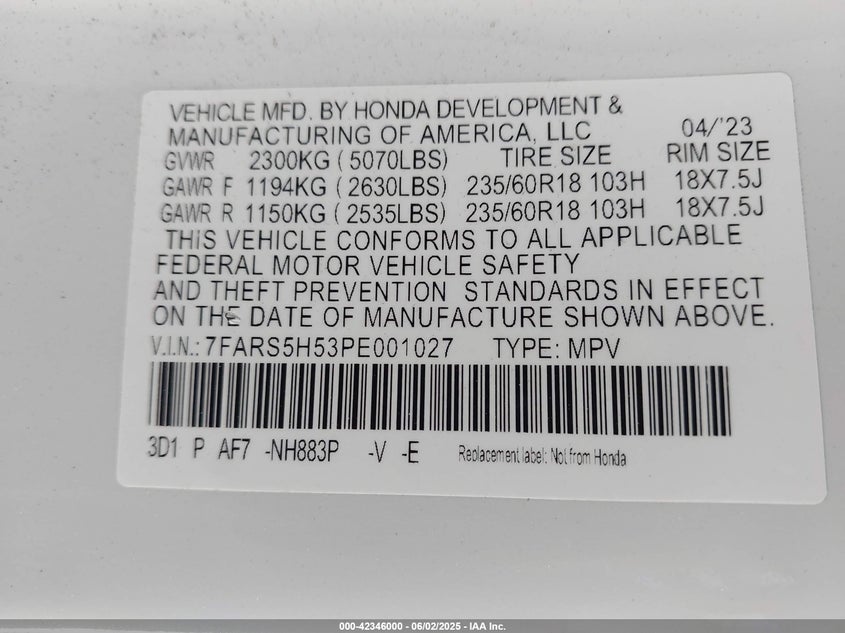 VEHICLE MFD. BY HONDA DEVELOPMENT &
MANUFACTURING OF AMERICA, LLC 04/'23
GVWR 2300KG (5070LBS) TIRE SIZE RIM SIZE
GAWR F 1194KG (2630LBS) 235/60R18 103H 18X7.5J
GAWR R 1150KG (2535LBS) 235/60R18 103H 18X7.5J
THIS VEHICLE CONFORMS TO ALL APPLICABLE
FEDERAL MOTOR VEHICLE SAFETY
AND THEFT PREVENTION STANDARDS IN EFFECT
ON THE DATE OF MANUFACTURE SHOWN ABOVE.
V.I.N.: 7FARS5H53PE001027 TYPE: MPV
3D1 P AF7 -NH883P -V -E Replacement label: Not from Honda
000-42346000 - 06/02/2025 - IAA Inc.